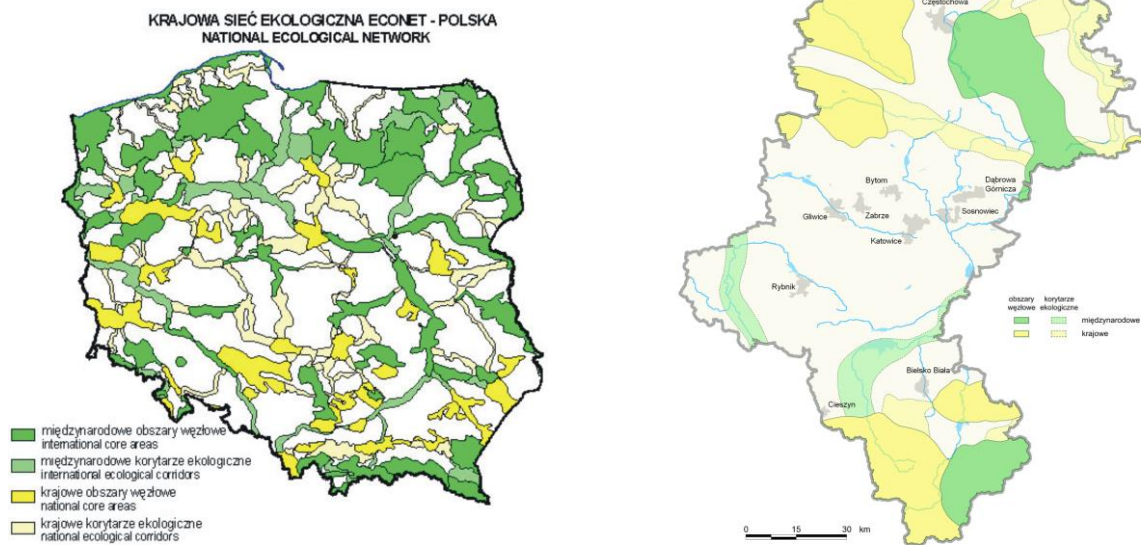 KRAJOWA SIEĆ EKOLOGICZNA ECONET - POLSKA
NATIONAL ECOLOGICAL NETWORK
międzynarodowe obszary węzłowe
international core areas
międzynarodowe korytarze ekologiczne
international ecological corridors
krajowe obszary węzłowe
national core areas
krajowe korytarze ekologiczne
national ecological corridors
Częstochowa
Bytom
Dąbrowa
Górnicza
Gliwice
Zabrze
Sosnowiec
Katowice
Rybnik
obszary
węzłowe
korytarze
ekologiczne
międzynarodowe
krajowe
Bielsko Biała
Cieszyn
0 15 30 km